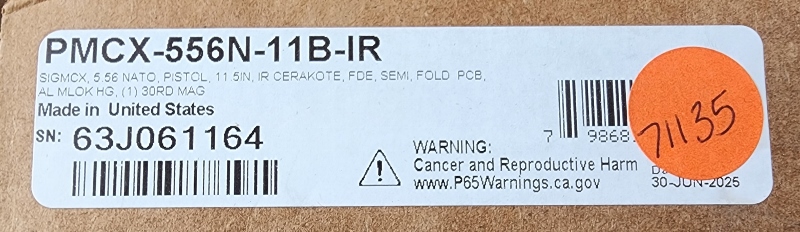 PMCX-556N-11B-IR
SIGMCX, 5.56 NATO, PISTOL, 11.5IN, IR CERAKOTE, FDE, SEMI, FOLD PCB,
AL MLOK HG, (1) 30RD MAG
Made in United States
SN: 63J061164
7 9868
71135
WARNING:
Cancer and Reproductive Harm
www.P65Warnings.ca.gov
30-JUN-2025